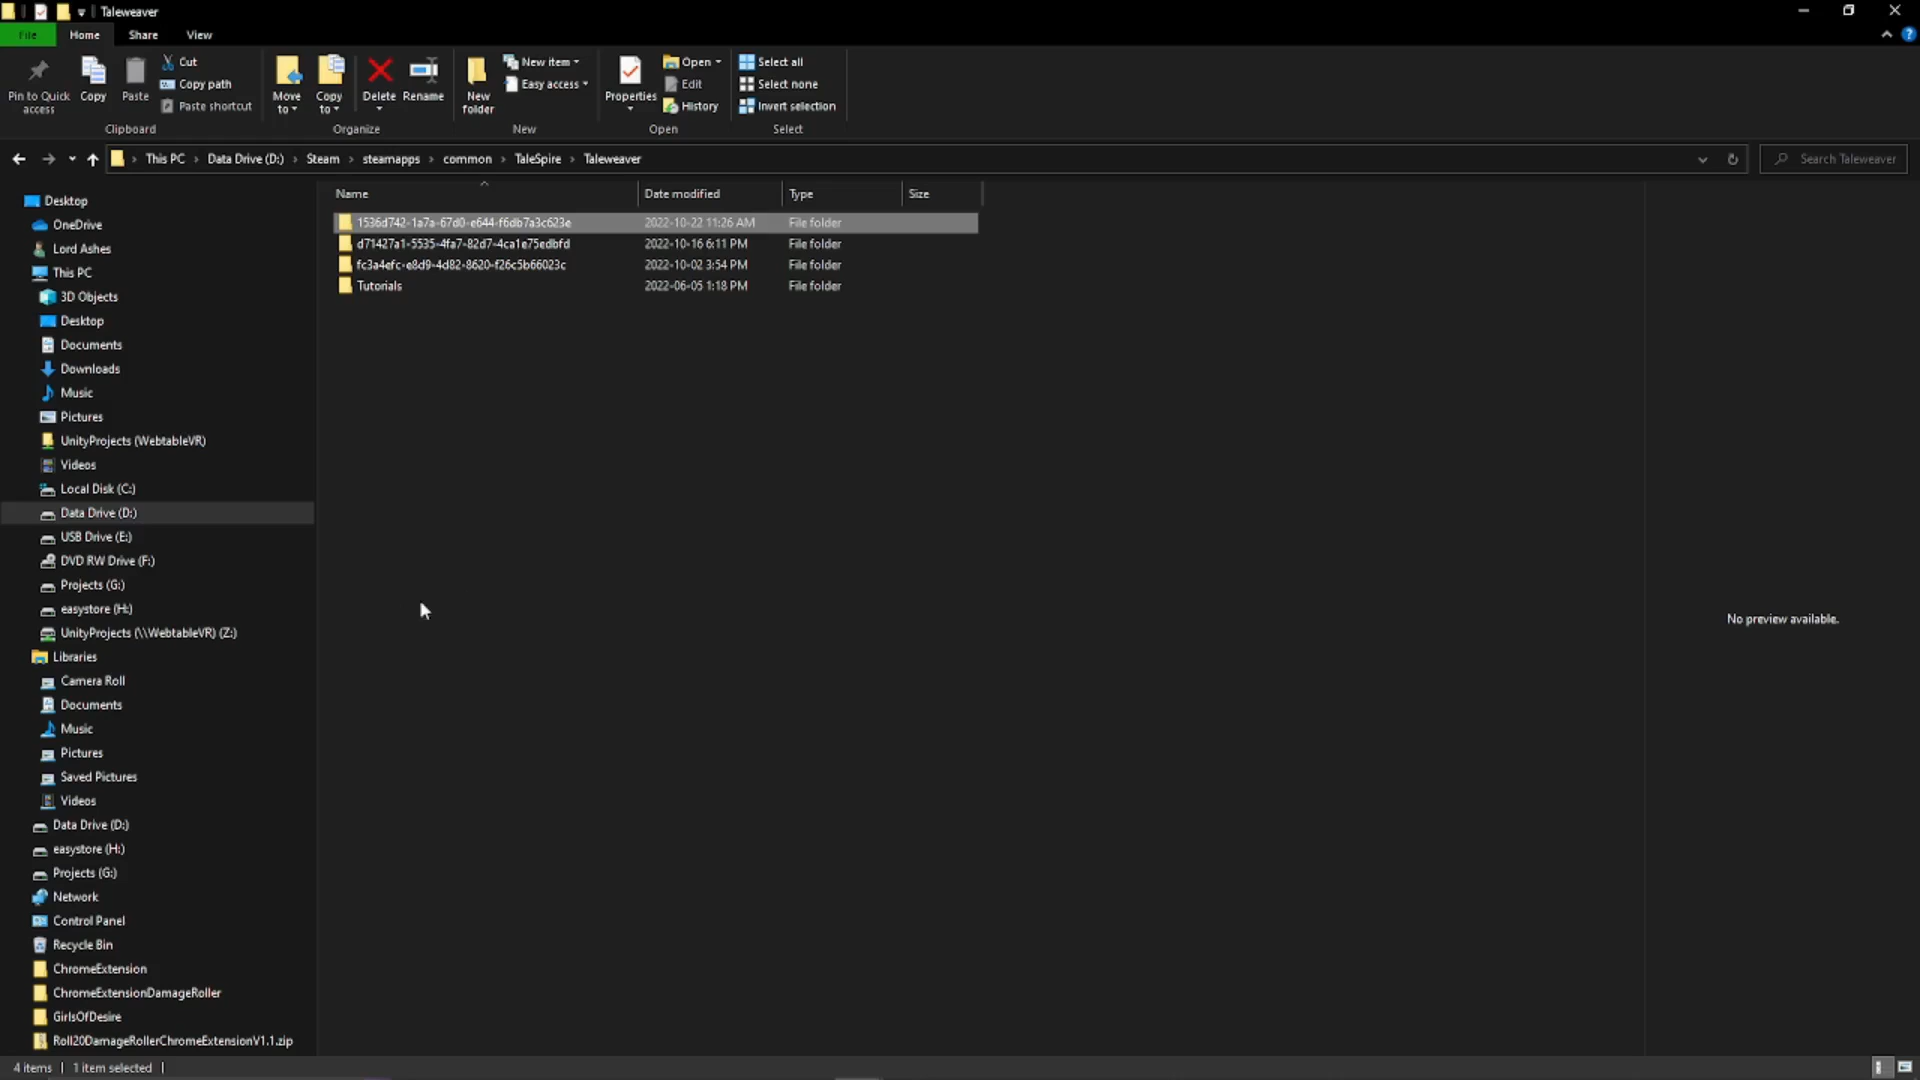 Taleweaver
File
Home
Share
View
Pin to Quick access
Copy
Paste
Cut
Copy path
Paste shortcut
Clipboard
Move to
Copy to
Delete
Rename
Organize
New folder
New item
Easy access
New
Properties
Open
Edit
History
Open
Select all
Select none
Invert selection
Select
This PC
Data Drive (D:)
Steam
steamapps
common
TaleSpire
Taleweaver
Search Taleweaver
Name
Date modified
Type
Size
1536d742-1a7a-67d0-e644-f6db7a3c623e 2022-10-22 11:26 AM File folder
d71427a1-5535-4fa7-82d7-4ca1e75edbfd 2022-10-16 6:11 PM File folder
fc3a4efc-e8d9-4d82-8620-f26c5b66023c 2022-10-02 3:54 PM File folder
Tutorials 2022-06-05 1:18 PM File folder
Desktop
OneDrive
Lord Ashes
This PC
3D Objects
Desktop
Documents
Downloads
Music
Pictures
UnityProjects (WebtableVR)
Videos
Local Disk (C:)
Data Drive (D:)
USB Drive (E:)
DVD RW Drive (F:)
Projects (G:)
easystore (H:)
UnityProjects (\\WebtableVR) (Z:)
Libraries
Camera Roll
Documents
Music
Pictures
Saved Pictures
Videos
Data Drive (D:)
easystore (H:)
Projects (G:)
Network
Control Panel
Recycle Bin
ChromeExtension
ChromeExtensionDamageRoller
GirlsOfDesire
Roll20DamageRollerChromeExtensionV1.1.zip
No preview available.
4 items
1 item selected